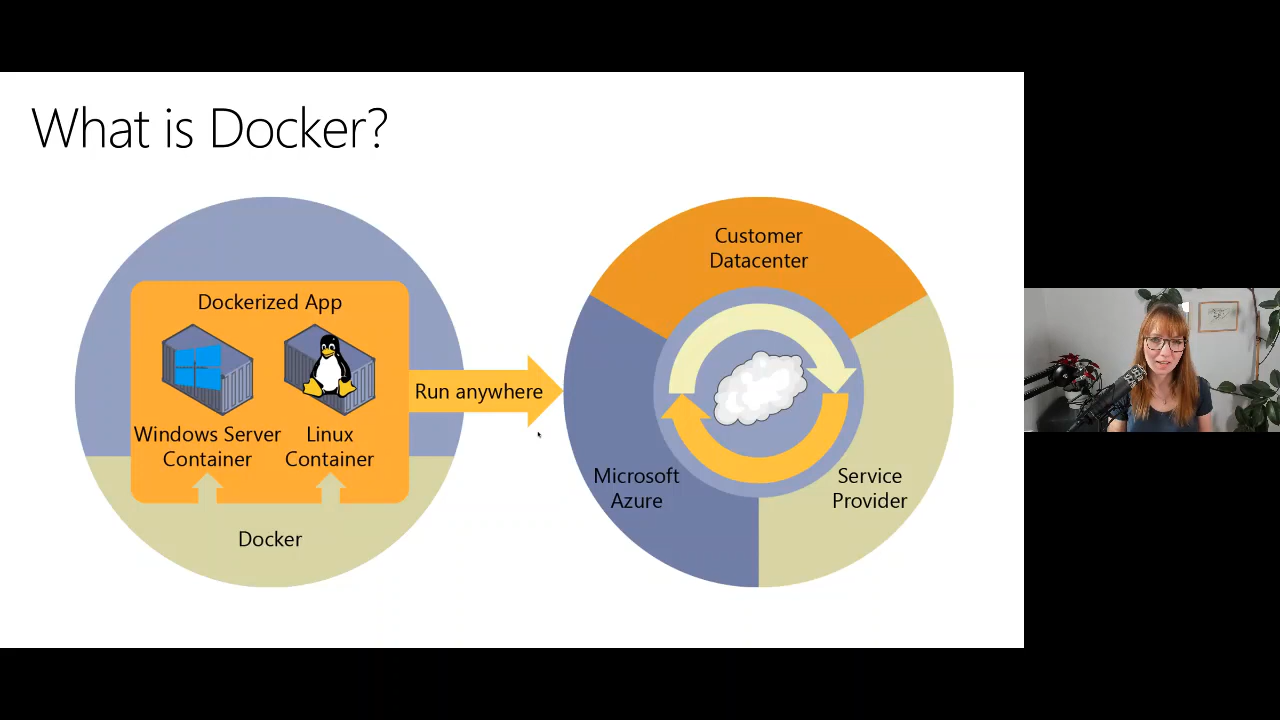 What is Docker?
Dockerized App
Windows Server
Container
Linux
Container
Docker
Run anywhere
Customer
Datacenter
Microsoft
Azure
Service
Provider